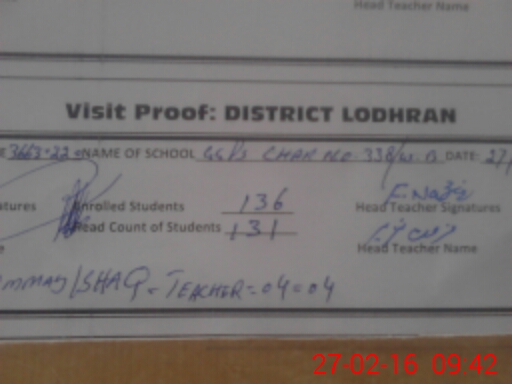 Head Teacher Name
Visit Proof: DISTRICT LODHRAN
NAME OF SCHOOL GGPS CHAK NO. 338/W.B DATE: 27/
Enrolled Students 136 Head Teacher Signatures
Head Count of Students 131
Head Teacher Name
ISHAQ. TEACHER = 04 = 04
27-02-16 09:42